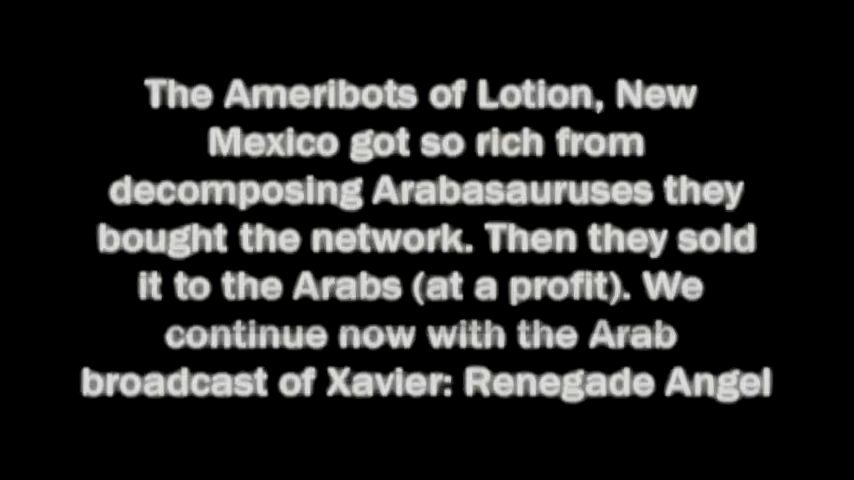 The Ameribots of Lotion, New
Mexico got so rich from
decomposing Arabasauruses they
bought the network. Then they sold
it to the Arabs (at a profit). We
continue now with the Arab
broadcast of Xavier: Renegade Angel